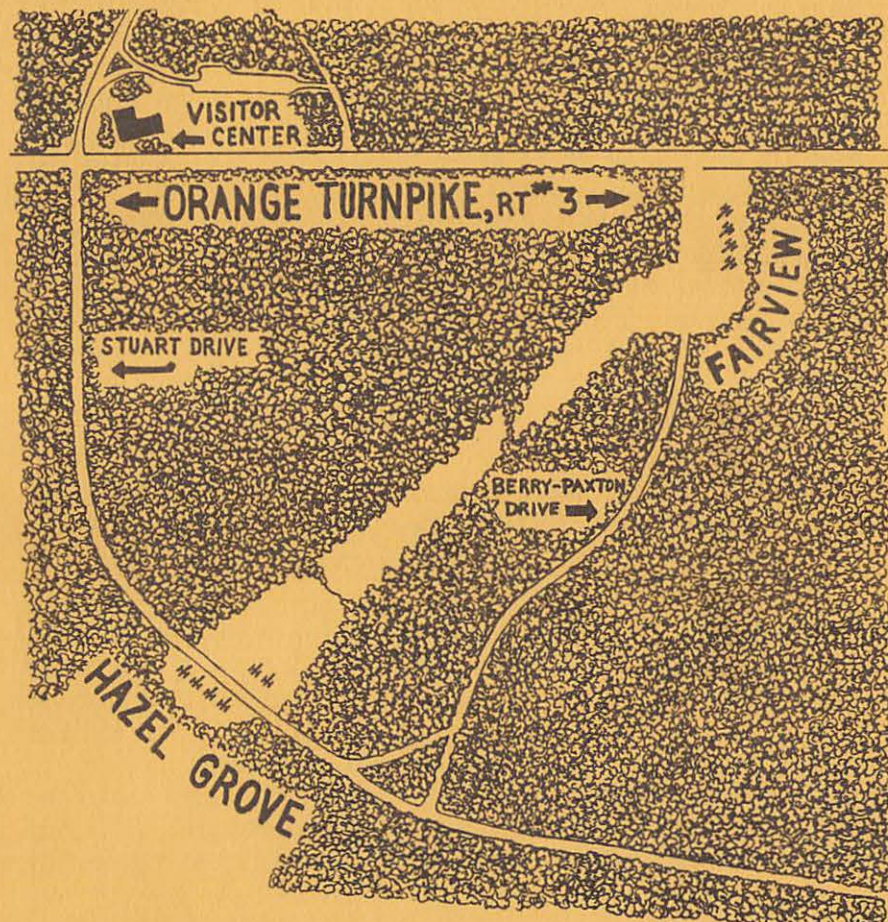 VISITOR
CENTER
ORANGE TURNPIKE, RT # 3
STUART DRIVE
FAIRVIEW
BERRY-PAXTON
DRIVE
HAZEL GROVE